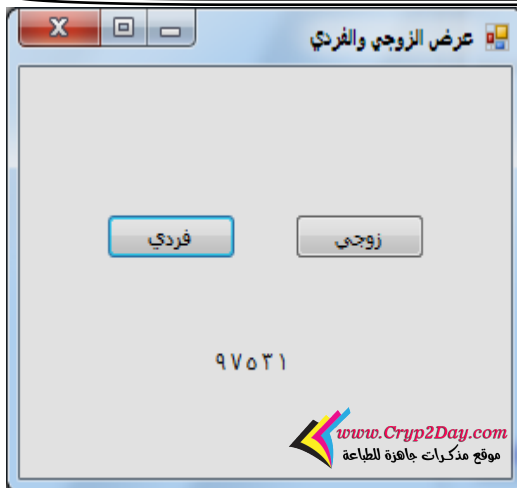 عرض الزوجي والفردي
زوجي
فردي
٩٧٥٣١
www.Cryp2Day.com
موقع مذكرات جاهزة للطباعة